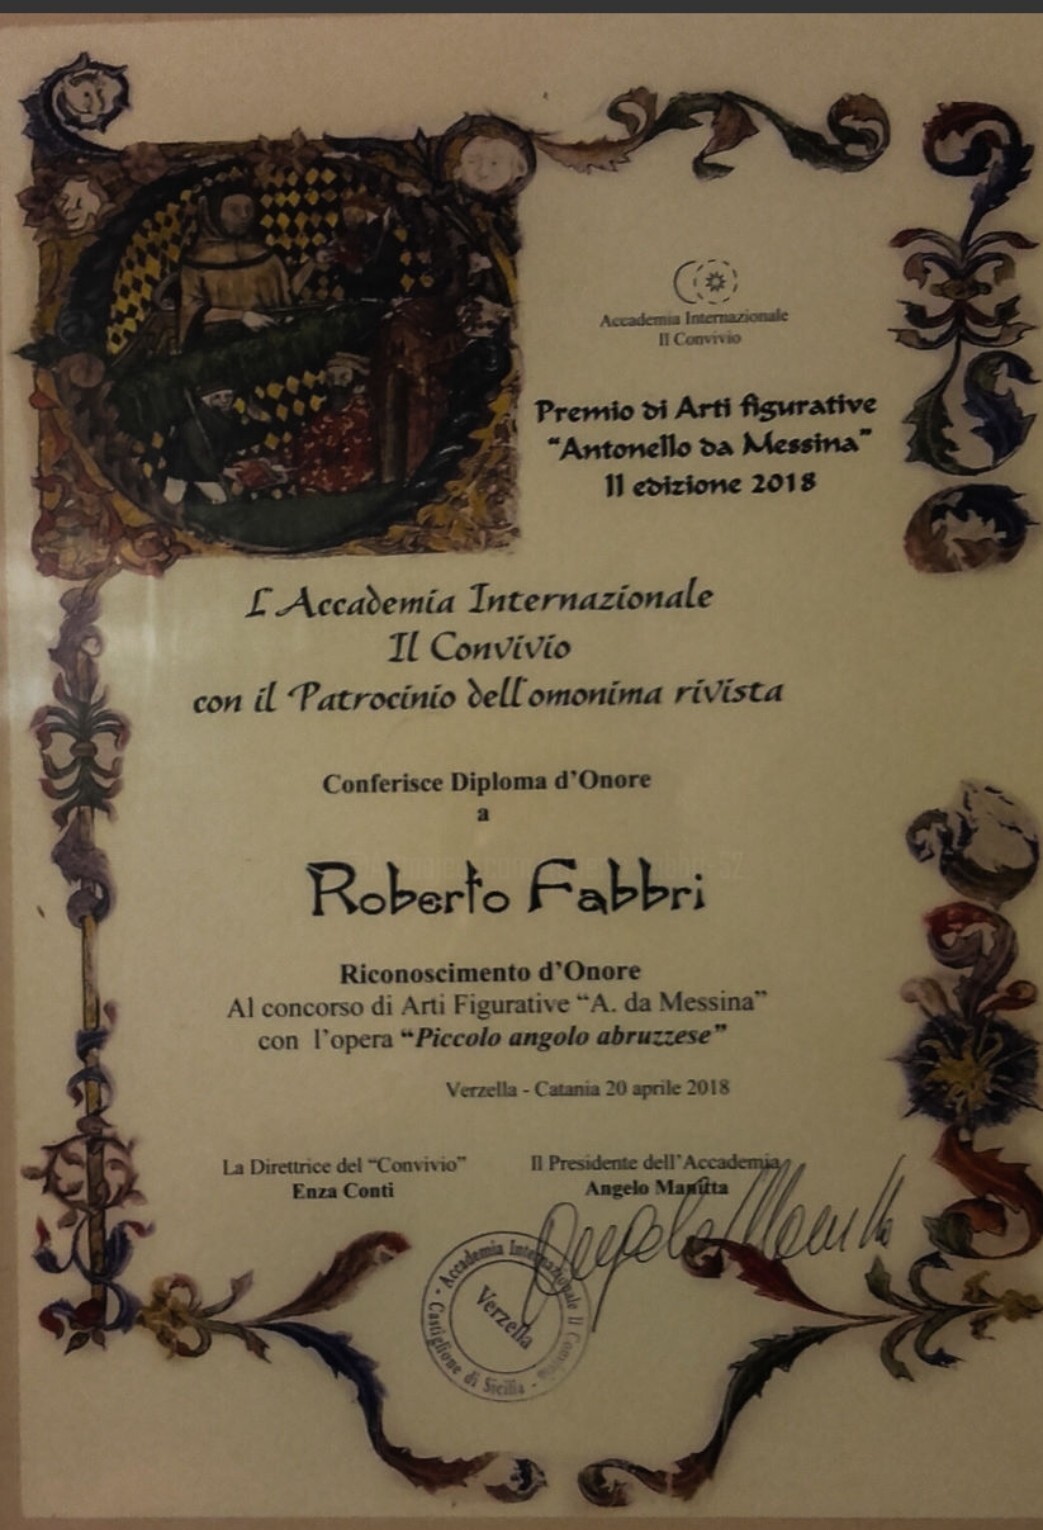 Accademia Internazionale
Il Convivio
Premio di Arti figurative
"Antonello da Messina"
II edizione 2018
L'Accademia Internazionale
Il Convivio
con il Patrocinio dell'omonima rivista
Conferisce Diploma d'Onore
a
Roberto Fabbri
Riconoscimento d'Onore
Al concorso di Arti Figurative "A. da Messina"
con l'opera "Piccolo angolo abruzzese"
Verzella - Catania 20 aprile 2018
La Direttrice del "Convivio"
Enza Conti
Il Presidente dell'Accademia
Angelo Manitta
Angelo Manitta
Accademia Internazionale Il Convivio
Verzella
Castiglione di Sicilia